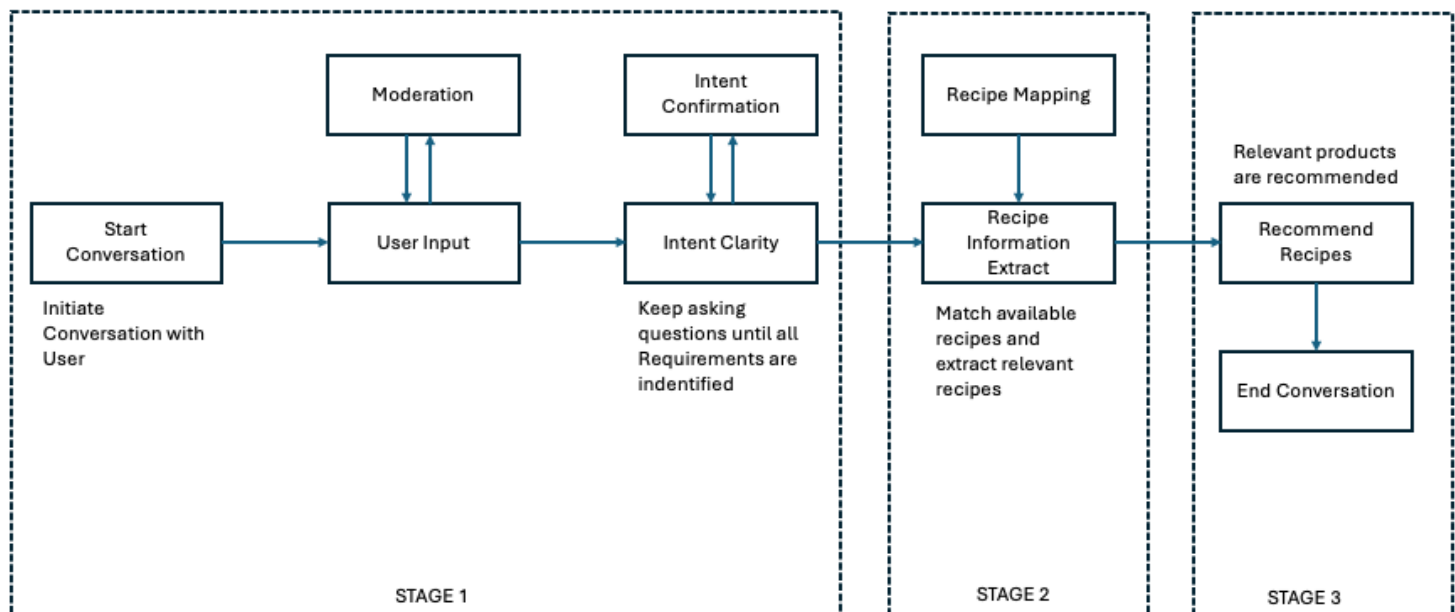 Moderation
Intent
Confirmation
Recipe Mapping
Relevant products
are recommended
Start
Conversation
User Input
Intent Clarity
Recipe
Information
Extract
Recommend
Recipes
Initiate
Conversation with
User
Keep asking
questions until all
Requirements are
indentified
Match available
recipes and
extract relevant
recipes
End Conversation
STAGE 1
STAGE 2
STAGE 3